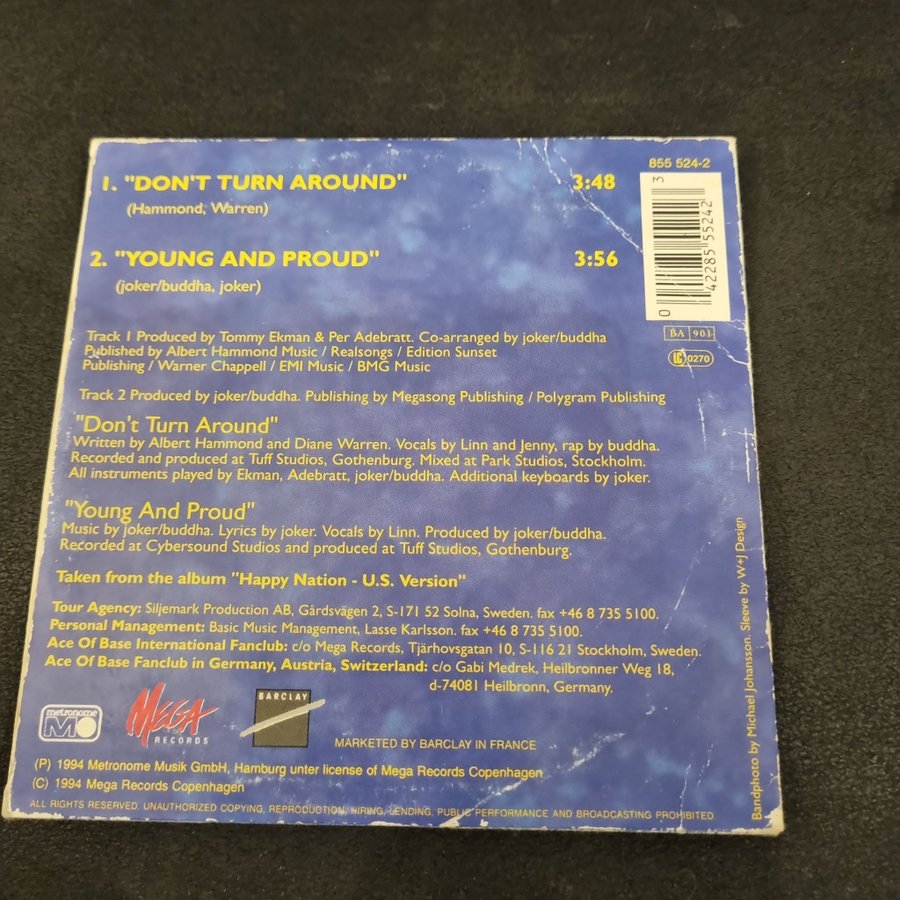 855 524-2
1. "DON'T TURN AROUND" 3:48
(Hammond, Warren)
2. "YOUNG AND PROUD" 3:56
(joker/buddha, joker)
3
0
42285 55242
BA 901
LC 0270
Track 1 Produced by Tommy Ekman & Per Adebratt. Co-arranged by joker/buddha
Published by Albert Hammond Music / Realsongs / Edition Sunset
Publishing / Warner Chappell / EMI Music / BMG Music
Track 2 Produced by joker/buddha. Publishing by Megasong Publishing / Polygram Publishing
"Don't Turn Around"
Written by Albert Hammond and Diane Warren. Vocals by Linn and Jenny, rap by buddha.
Recorded and produced at Tuff Studios, Gothenburg. Mixed at Park Studios, Stockholm.
All instruments played by Ekman, Adebratt, joker/buddha. Additional keyboards by joker.
"Young And Proud"
Music by joker/buddha. Lyrics by joker. Vocals by Linn. Produced by joker/buddha.
Recorded at Cybersound Studios and produced at Tuff Studios, Gothenburg.
Taken from the album "Happy Nation - U.S. Version"
Tour Agency: Siljemark Production AB, Gårdsvägen 2, S-171 52 Solna, Sweden. fax +46 8 735 5100.
Personal Management: Basic Music Management, Lasse Karlsson. fax +46 8 735 5100.
Ace Of Base International Fanclub: c/o Mega Records, Tjärhovsgatan 10, S-116 21 Stockholm, Sweden.
Ace Of Base Fanclub in Germany, Austria, Switzerland: c/o Gabi Medrek, Heilbronner Weg 18,
d-74081 Heilbronn, Germany.
metronome
MEGA
RECORDS
BARCLAY
MARKETED BY BARCLAY IN FRANCE
(P) 1994 Metronome Musik GmbH, Hamburg unter license of Mega Records Copenhagen
(C) 1994 Mega Records Copenhagen
ALL RIGHTS RESERVED. UNAUTHORIZED COPYING, REPRODUCTION, HIRING, LENDING, PUBLIC PERFORMANCE AND BROADCASTING PROHIBITED.
Bandphoto by Michael Johansson. Sleeve by W+J Design